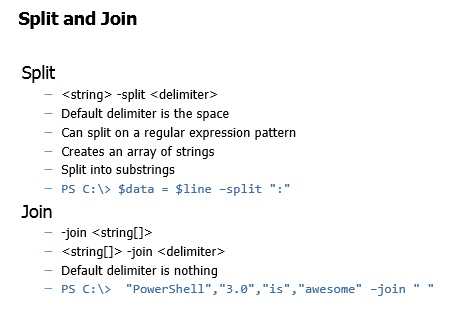 Split and Join
Split
– <string> -split <delimiter>
– Default delimiter is the space
– Can split on a regular expression pattern
– Creates an array of strings
– Split into substrings
– PS C:\> $data = $line –split ":"
Join
– -join <string[]>
– <string[]> -join <delimiter>
– Default delimiter is nothing
– PS C:\>  "PowerShell","3.0","is","awesome" –join " "